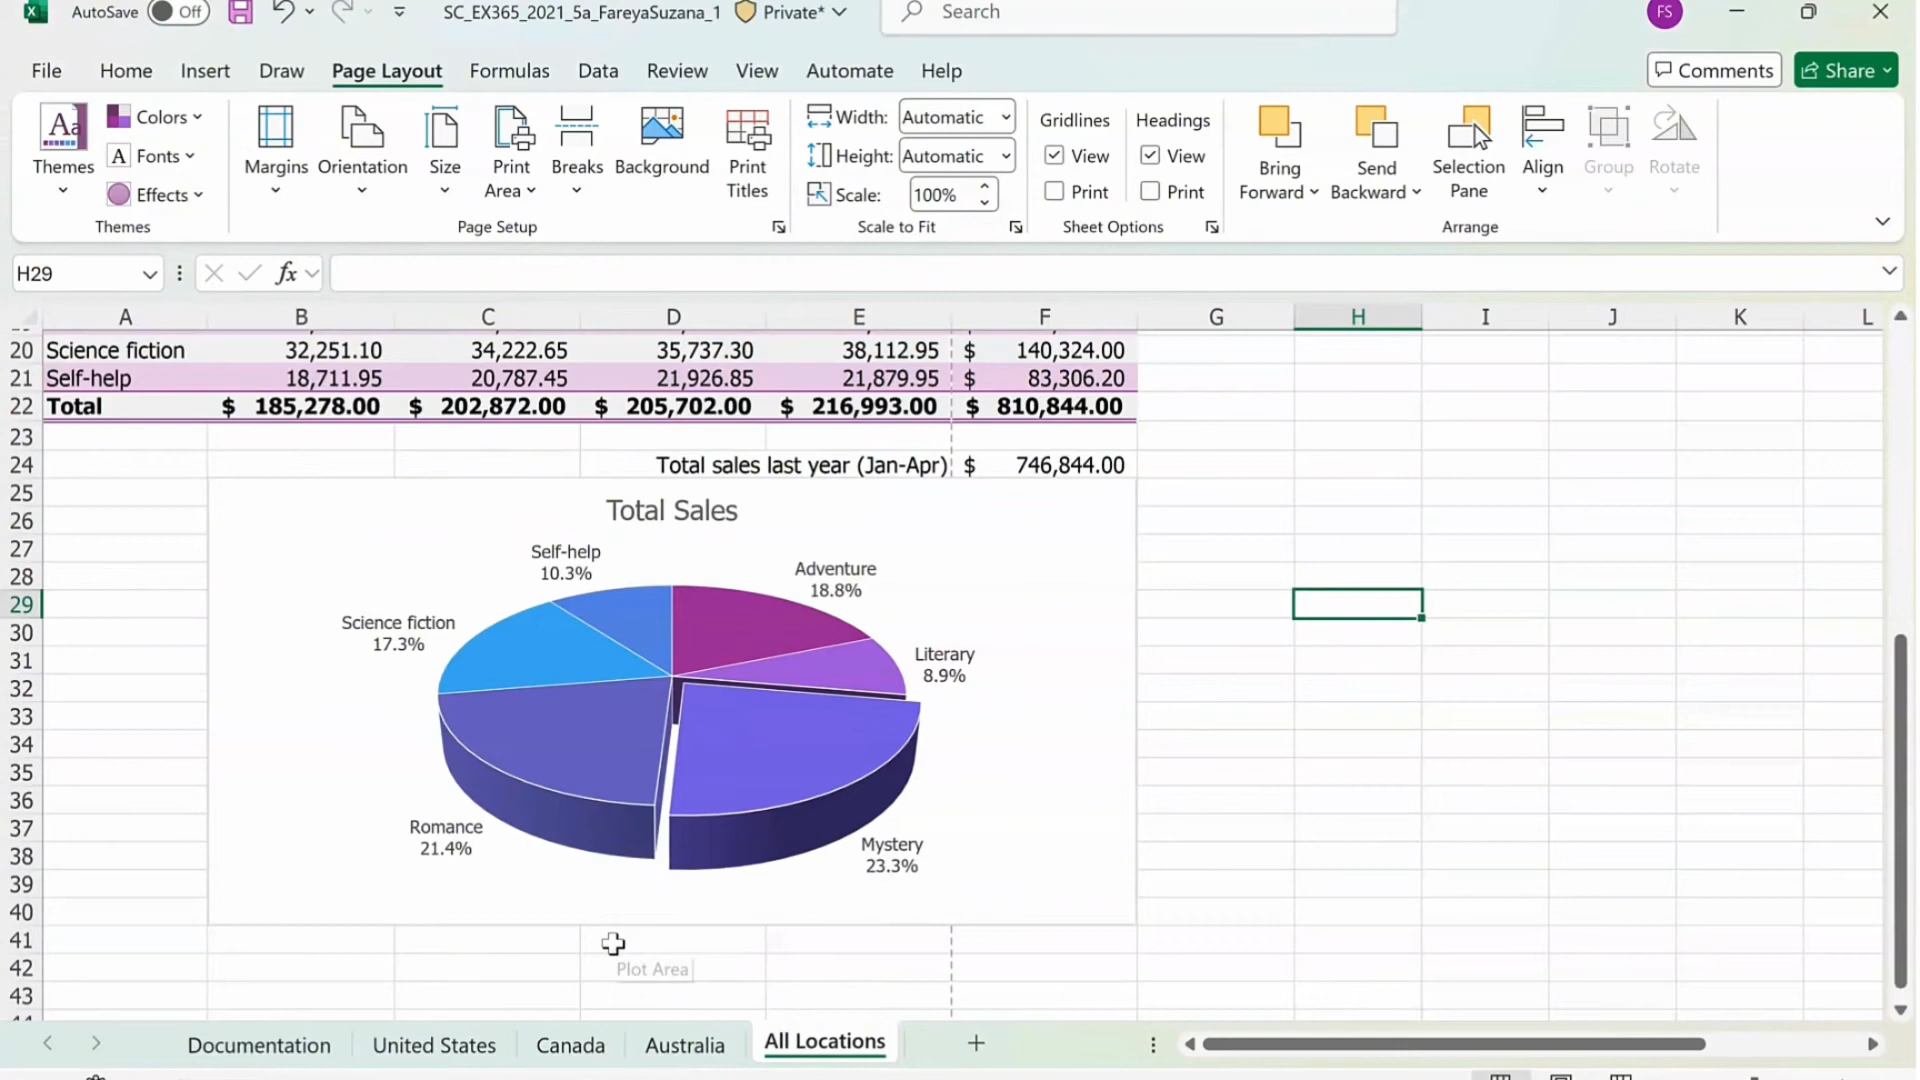 AutoSave Off SC_EX365_2021_5a_FareyaSuzana_1 Private* Search FS
File Home Insert Draw Page Layout Formulas Data Review View Automate Help Comments Share
Themes Colors Fonts Effects
Themes
Margins Orientation Size Print Area Breaks Background Print Titles
Page Setup
Width: Automatic
Height: Automatic
Scale: 100%
Scale to Fit
Gridlines Headings
View View
Print Print
Sheet Options
Bring Forward Send Backward Selection Pane Align Group Rotate
Arrange
H29 fx
A B C D E F G H I J K L
20 Science fiction 32,251.10 34,222.65 35,737.30 38,112.95 $ 140,324.00
21 Self-help 18,711.95 20,787.45 21,926.85 21,879.95 $ 83,306.20
22 Total $ 185,278.00 $ 202,872.00 $ 205,702.00 $ 216,993.00 $ 810,844.00
23
24 Total sales last year (Jan-Apr) $ 746,844.00
25
26
27
28
29
30
31
32
33
34
35
36
37
38
39
40
41
42
43
Total Sales
Self-help
10.3%
Adventure
18.8%
Science fiction
17.3%
Literary
8.9%
Romance
21.4%
Mystery
23.3%
Plot Area
Documentation United States Canada Australia All Locations